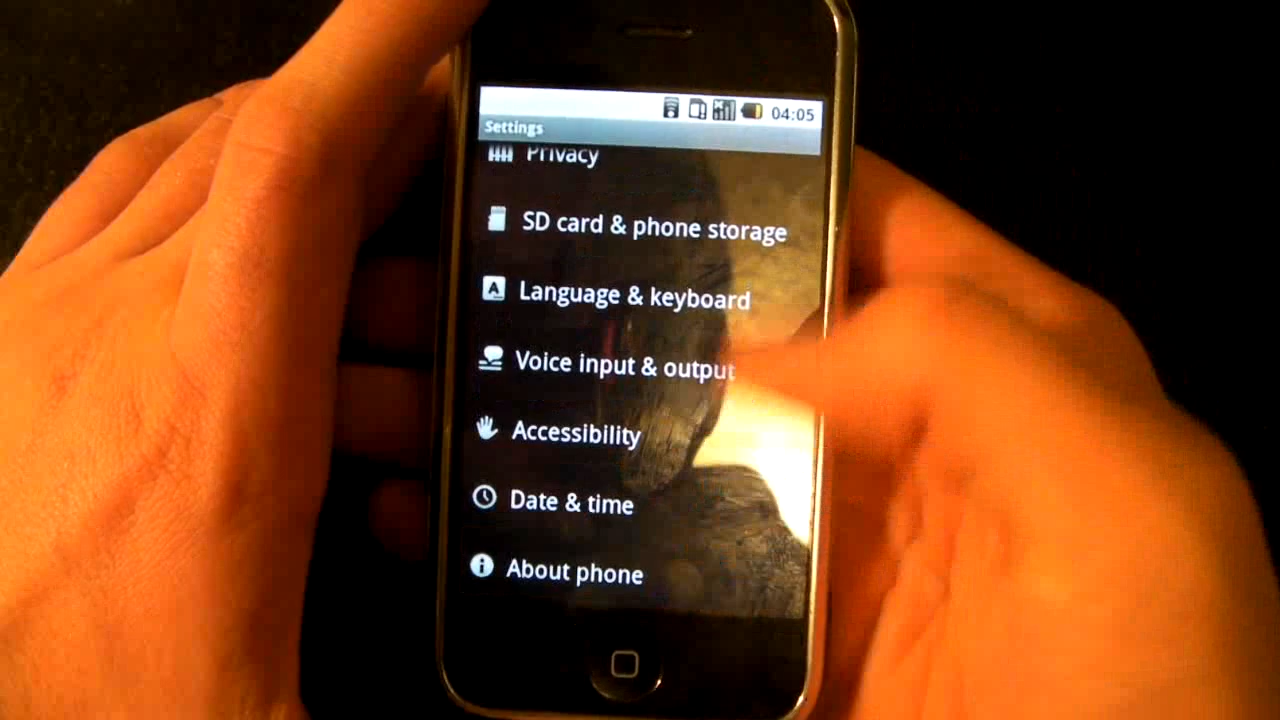 04:05
Settings
Privacy
SD card & phone storage
Language & keyboard
Voice input & output
Accessibility
Date & time
About phone